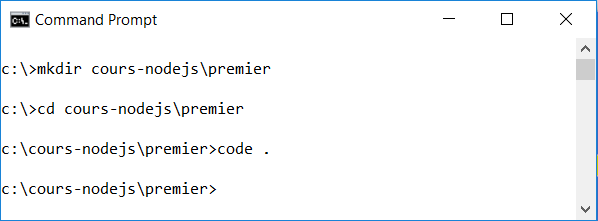 Command Prompt
c:\>mkdir cours-nodejs\premier
c:\>cd cours-nodejs\premier
c:\cours-nodejs\premier>code .
c:\cours-nodejs\premier>